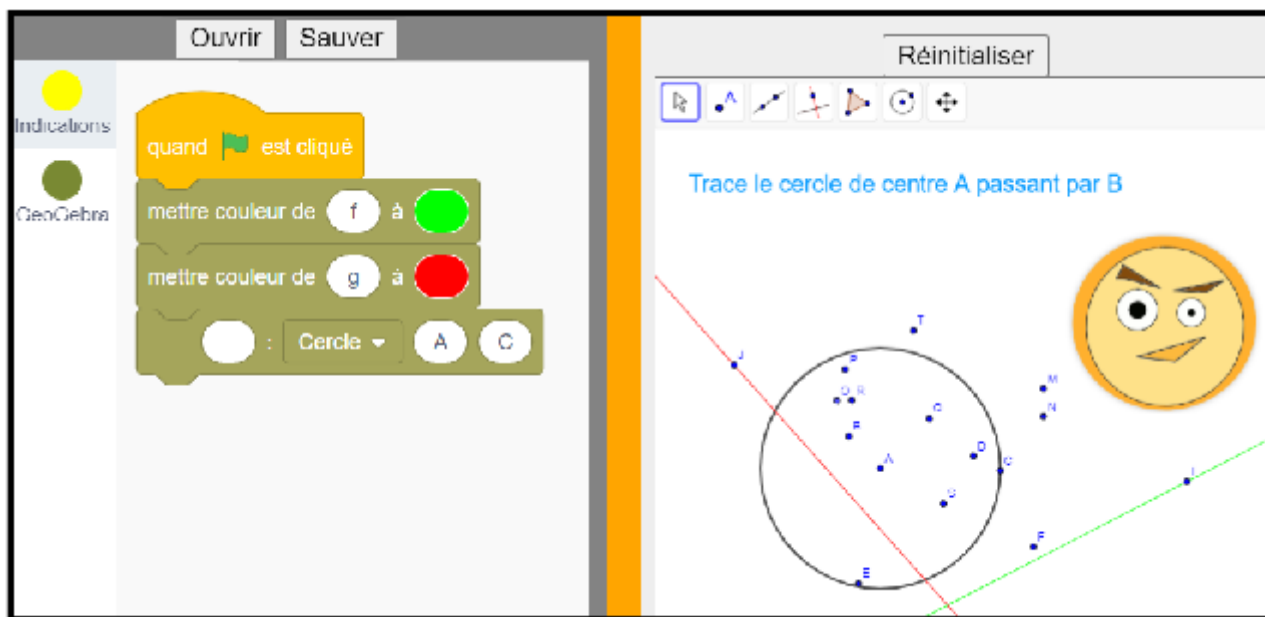 Ouvrir Sauver
Réinitialiser
Indications
quand est cliqué
GeoGebra
mettre couleur de f à
mettre couleur de g à
: Cercle A C
A
Trace le cercle de centre A passant par B
T
J
P
M
R
N
A
D
E
F